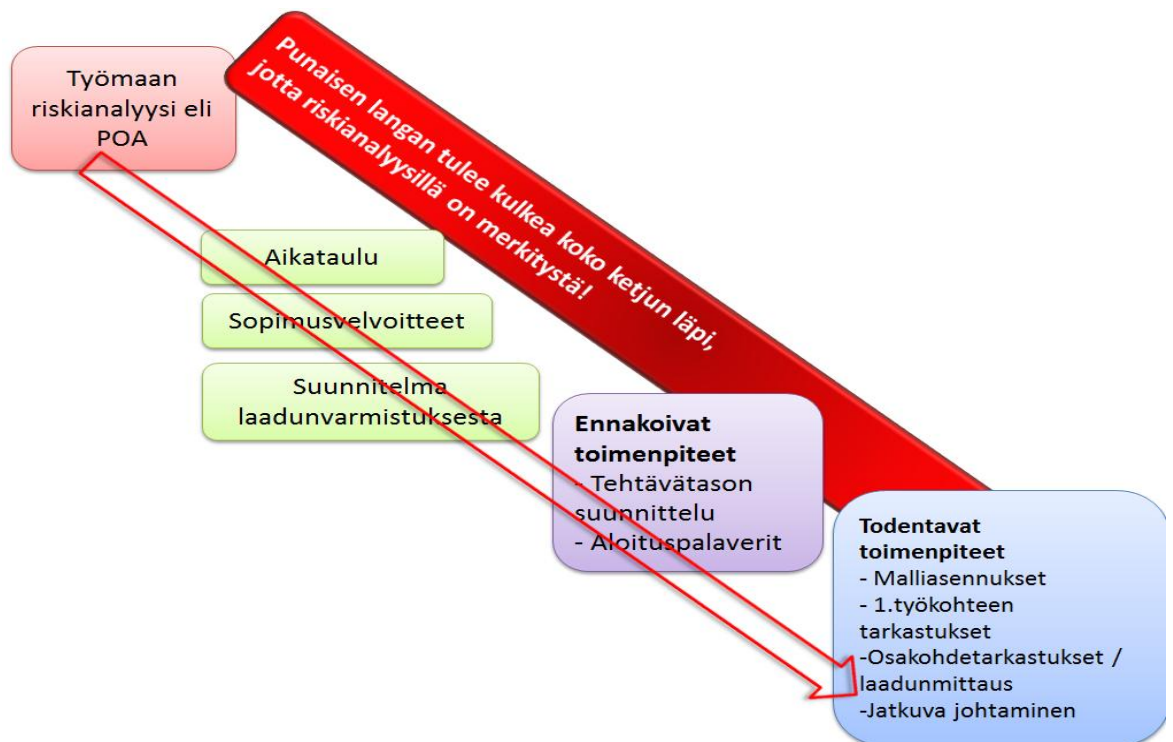 Työmaan
riskianalyysi eli
POA
Punaisen langan tulee kulkea koko ketjun läpi,
jotta riskianalyysillä on merkitystä!
Aikataulu
Sopimusvelvoitteet
Suunnitelma
laadunvarmistuksesta
Ennakoivat
toimenpiteet
- Tehtävätason
suunnittelu
- Aloituspalaverit
Todentavat
toimenpiteet
- Malliasennukset
- 1.työkohteen
tarkastukset
-Osakohdetarkastukset /
laadunmittaus
-Jatkuva johtaminen